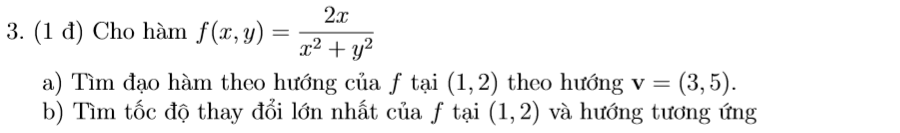 3. (1 đ) Cho hàm f(x, y) = \frac{2x}{x^2 + y^2}
a) Tìm đạo hàm theo hướng của f tại (1, 2) theo hướng v = (3, 5).
b) Tìm tốc độ thay đổi lớn nhất của f tại (1, 2) và hướng tương ứng